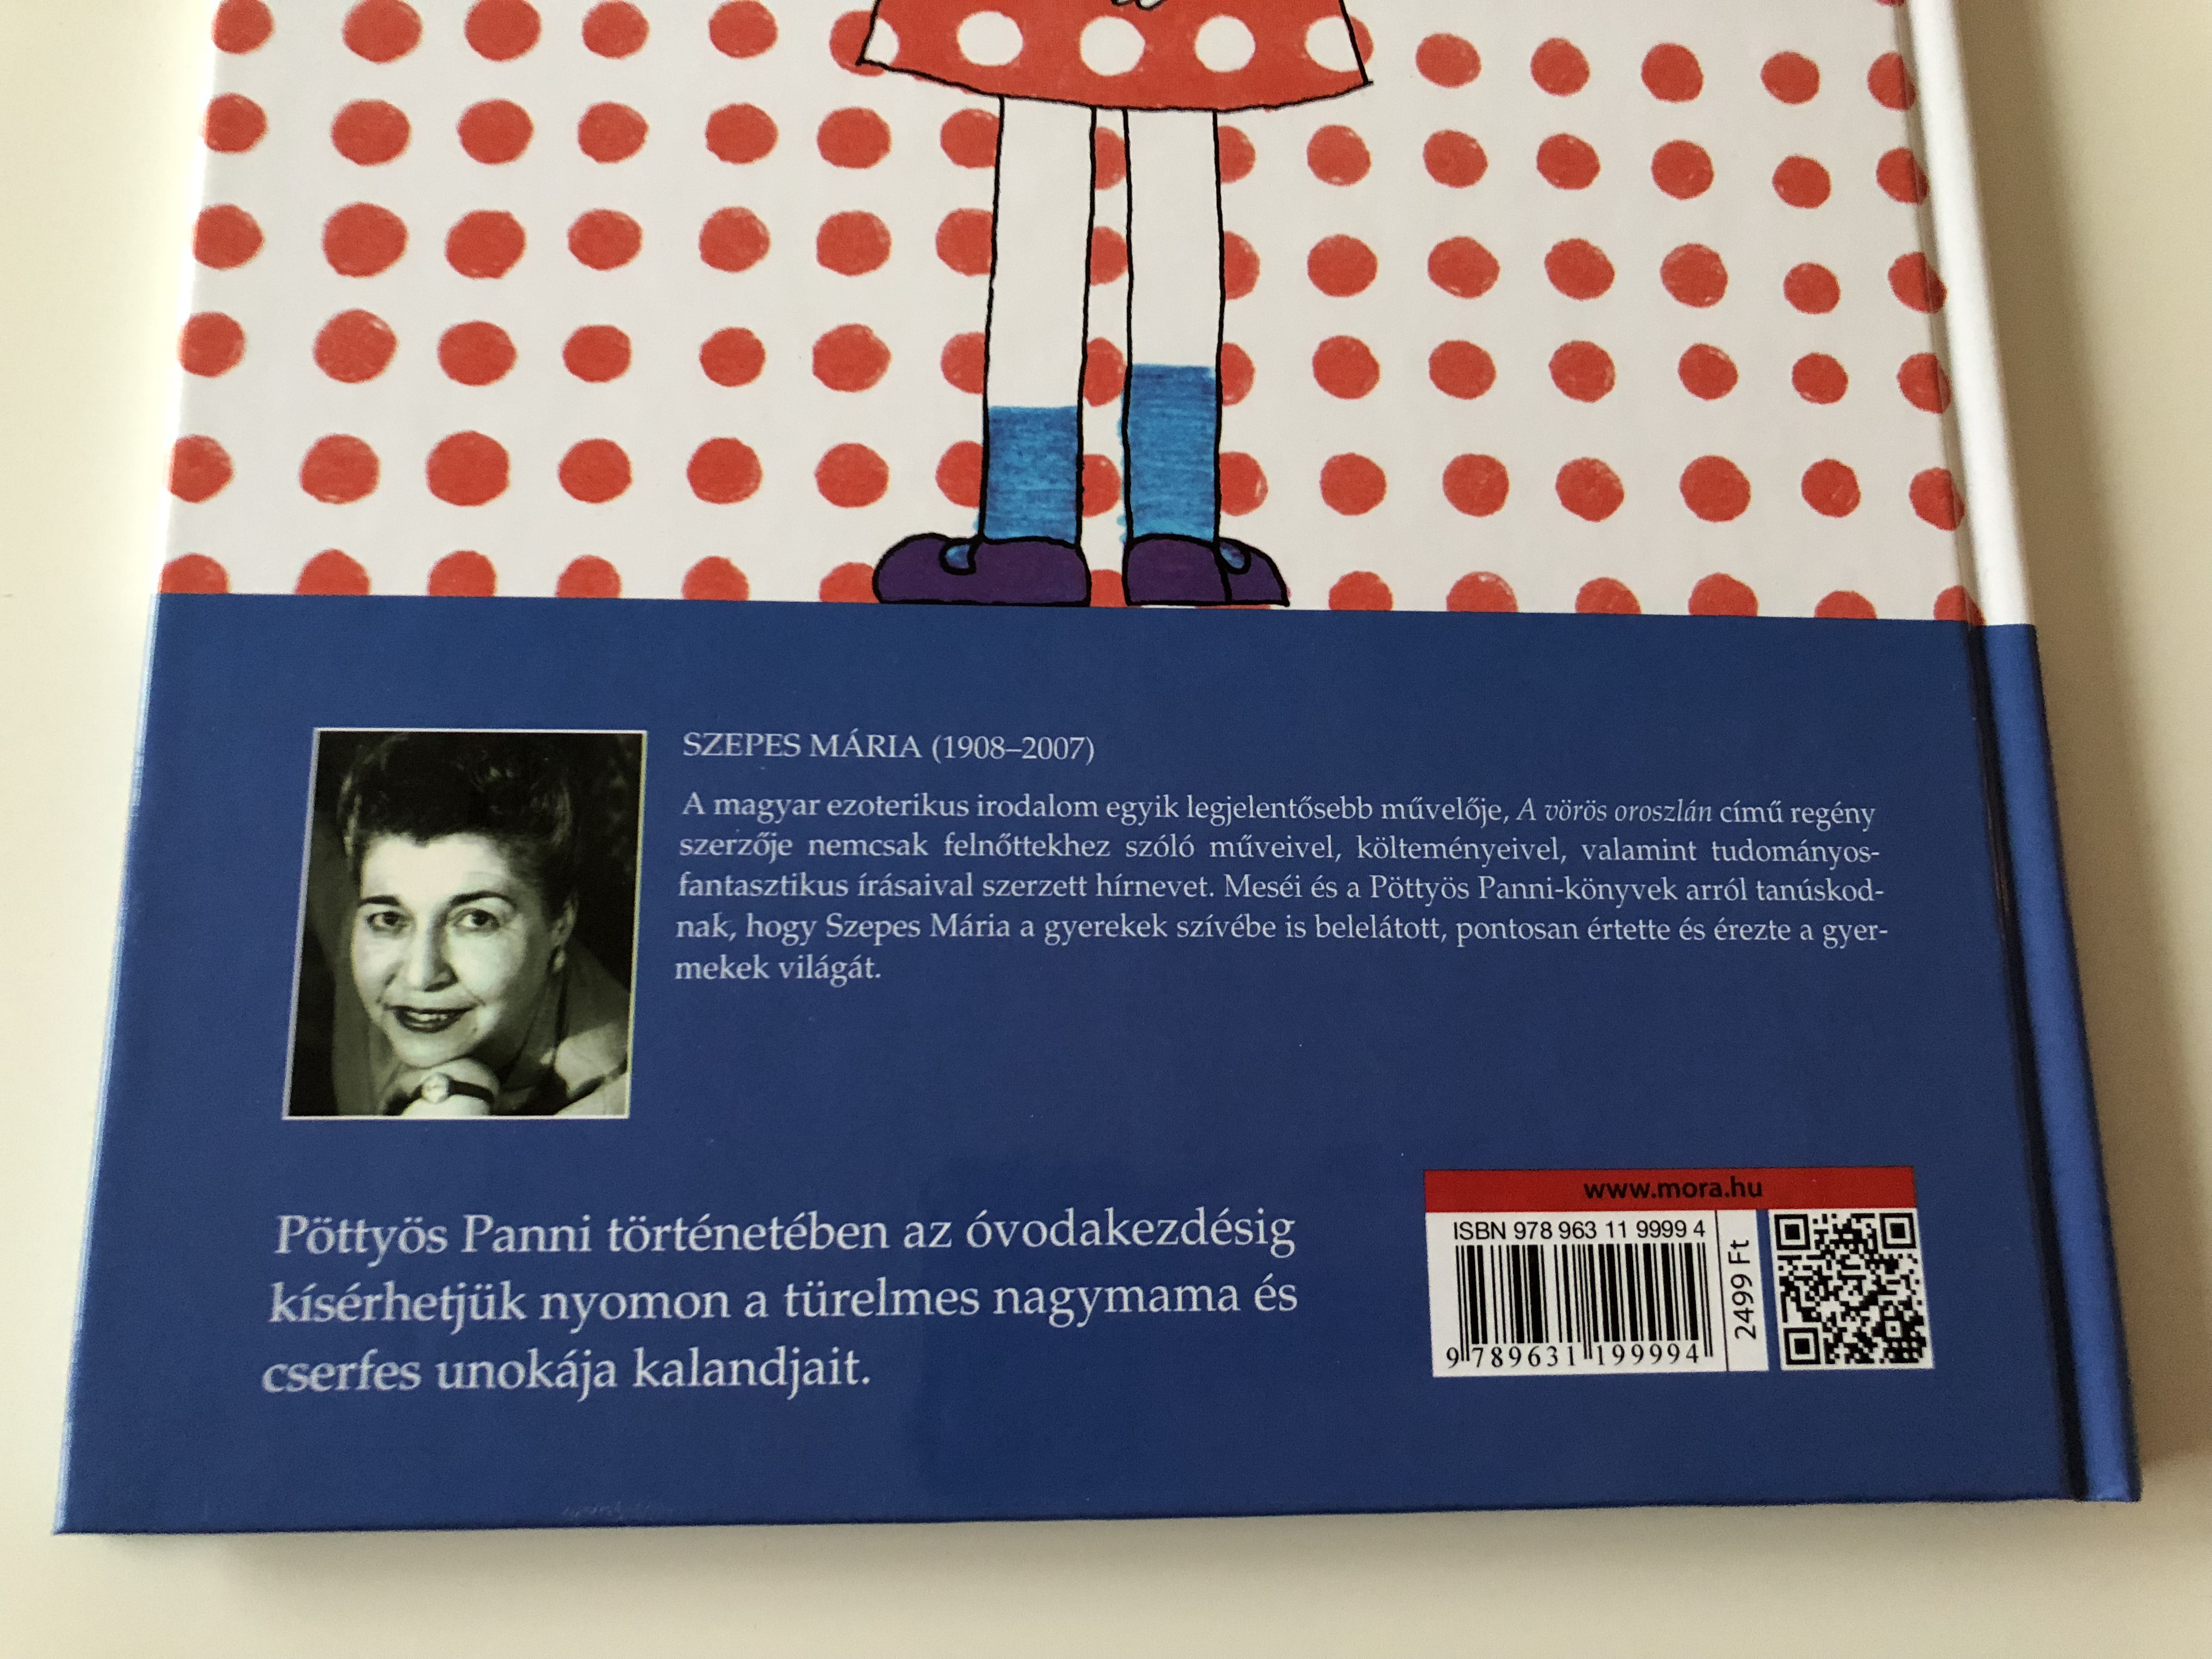 SZEPES MÁRIA (1908–2007)
A magyar ezoterikus irodalom egyik legjelentősebb művelője, A vörös oroszlán című regény
szerzője nemcsak felnőttekhez szóló műveivel, költeményeivel, valamint tudományos-
fantasztikus írásaival szerzett hírnevet. Meséi és a Pöttyös Panni-könyvek arról tanúskod-
nak, hogy Szepes Mária a gyerekek szívébe is belelátott, pontosan értette és érezte a gyer-
mekek világát.
Pöttyös Panni történetében az óvodakezdésig
kísérhetjük nyomon a türelmes nagymama és
cserfes unokája kalandjait.
www.mora.hu
ISBN 978 963 11 9999 4
9 789631 199994
2499 Ft